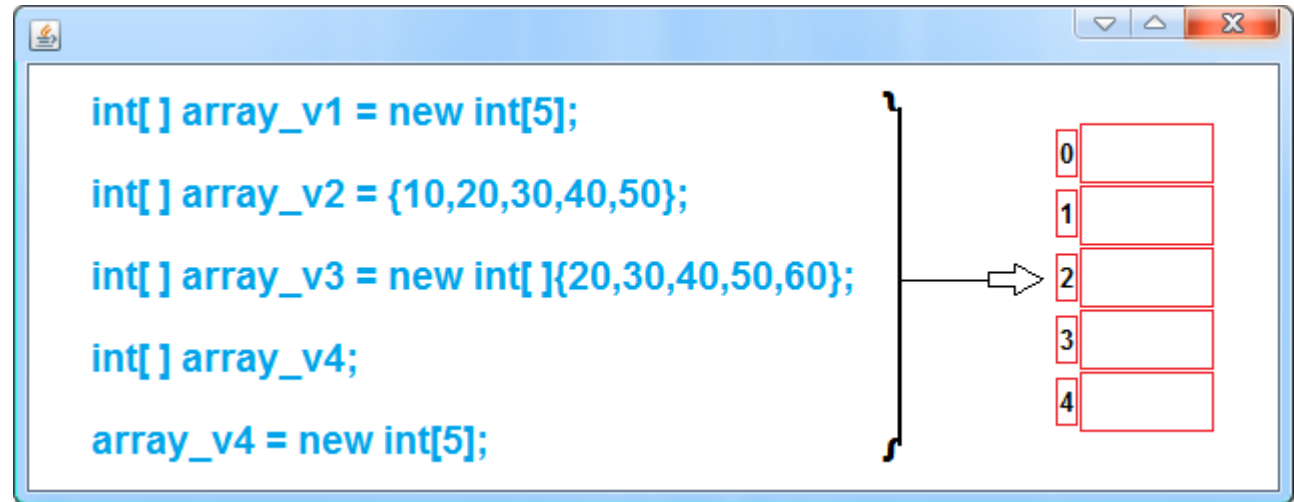 int[ ] array_v1 = new int[5];
int[ ] array_v2 = {10,20,30,40,50};
int[ ] array_v3 = new int[ ]{20,30,40,50,60};
int[ ] array_v4;
array_v4 = new int[5];
0
1
2
3
4